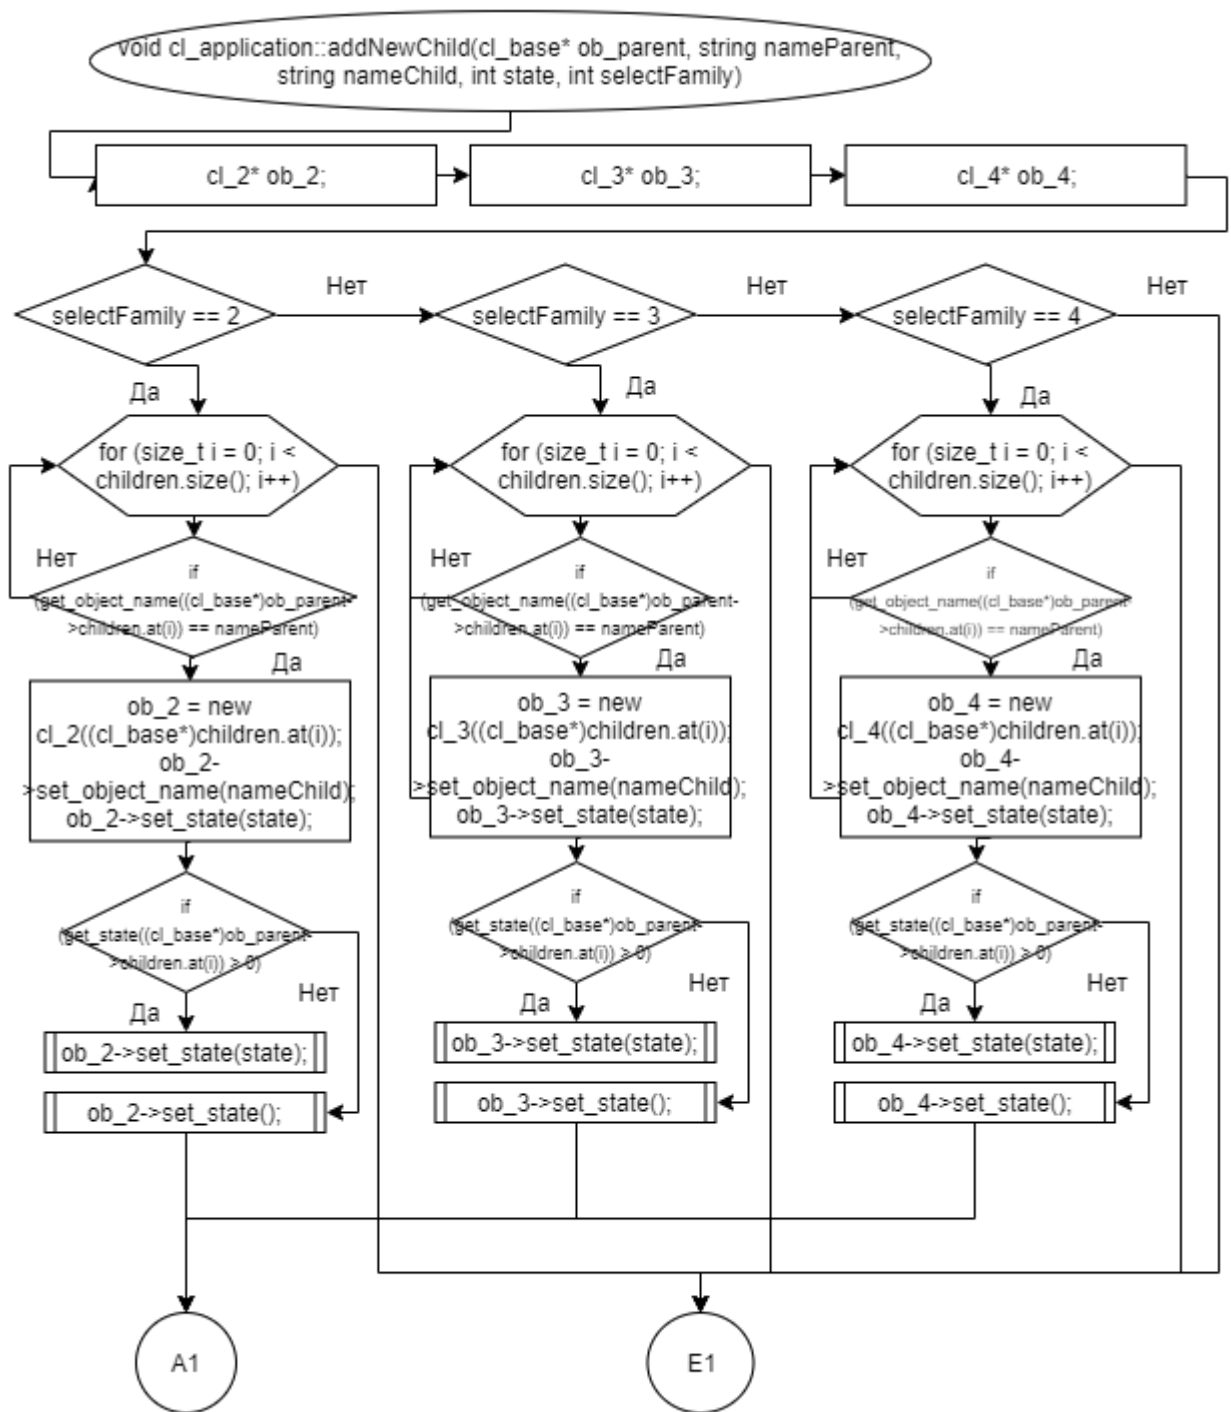 void cl_application::addNewChild(cl_base* ob_parent, string nameParent,
string nameChild, int state, int selectFamily)
cl_2* ob_2;
cl_3* ob_3;
cl_4* ob_4;
selectFamily == 2
Нет
selectFamily == 3
Нет
selectFamily == 4
Нет
Да
Да
Да
for (size_t i = 0; i <
children.size(); i++)
for (size_t i = 0; i <
children.size(); i++)
for (size_t i = 0; i <
children.size(); i++)
Нет
if
(get_object_name((cl_base*)ob_parent-
>children.at(i)) == nameParent)
Да
Нет
if
(get_object_name((cl_base*)ob_parent-
>children.at(i)) == nameParent)
Да
Нет
if
(get_object_name((cl_base*)ob_parent-
>children.at(i)) == nameParent)
Да
ob_2 = new
cl_2((cl_base*)children.at(i));
ob_2-
>set_object_name(nameChild);
ob_2->set_state(state);
ob_3 = new
cl_3((cl_base*)children.at(i));
ob_3-
>set_object_name(nameChild);
ob_3->set_state(state);
ob_4 = new
cl_4((cl_base*)children.at(i));
ob_4-
>set_object_name(nameChild);
ob_4->set_state(state);
if
(get_state((cl_base*)ob_parent-
>children.at(i)) > 0)
Да
Нет
if
(get_state((cl_base*)ob_parent-
>children.at(i)) > 0)
Да
Нет
if
(get_state((cl_base*)ob_parent-
>children.at(i)) > 0)
Да
Нет
ob_2->set_state(state);
ob_3->set_state(state);
ob_4->set_state(state);
ob_2->set_state();
ob_3->set_state();
ob_4->set_state();
A1
E1